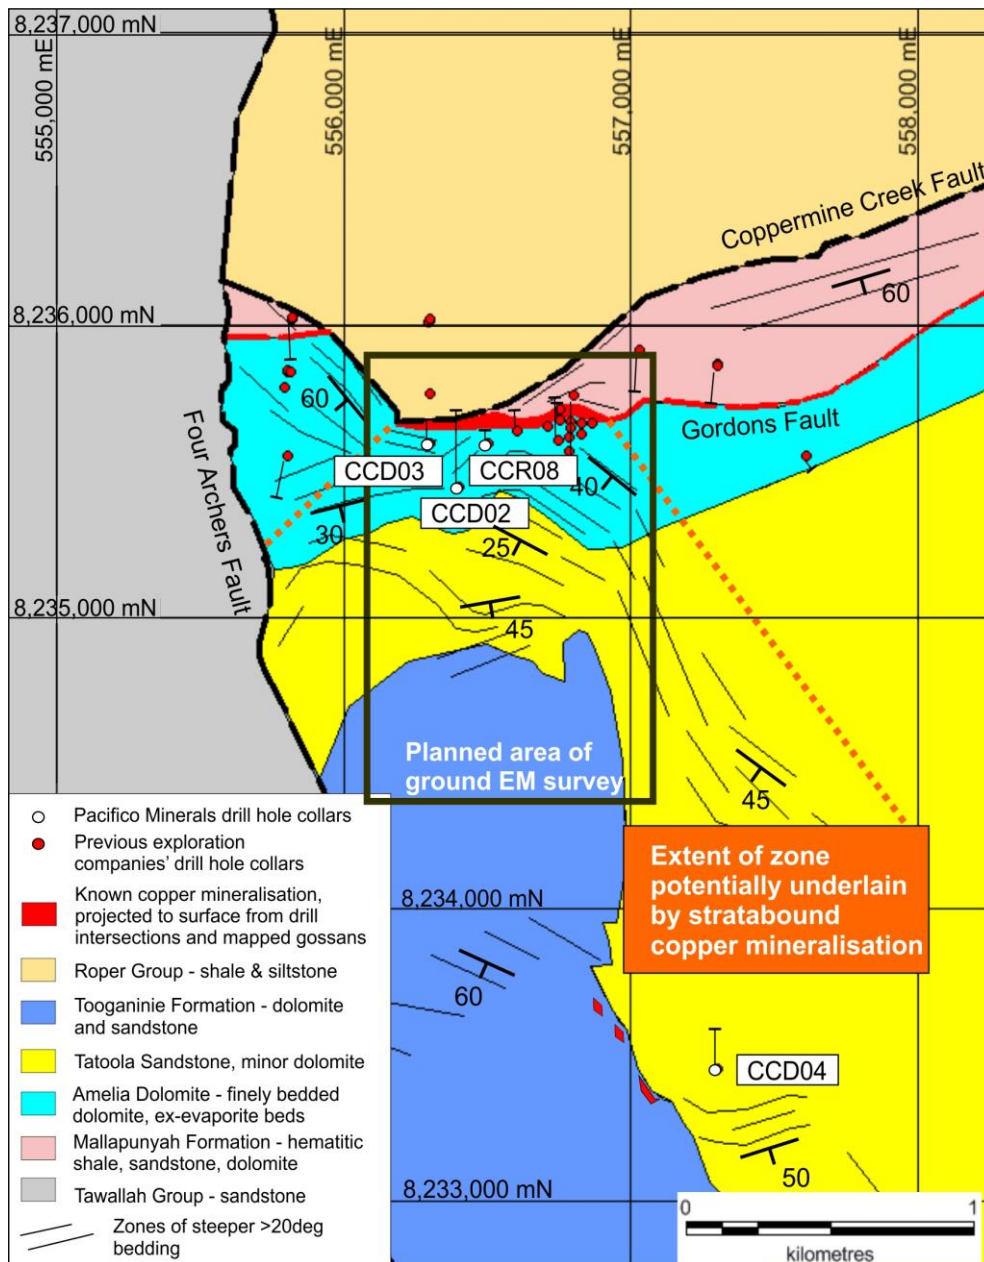 8,237,000 mN
555,000 mE
556,000 mE
557,000 mE
558,000 mE
Coppermine Creek Fault
60
8,236,000 mN
60
Gordons Fault
CCD03
CCR08
40
CCD02
Four Archers Fault
30
25
8,235,000 mN
45
Planned area of
ground EM survey
45
Pacifico Minerals drill hole collars
Previous exploration
companies' drill hole collars
Known copper mineralisation,
projected to surface from drill
intersections and mapped gossans
Roper Group - shale & siltstone
Tooganinie Formation - dolomite
and sandstone
Tatoola Sandstone, minor dolomite
Amelia Dolomite - finely bedded
dolomite, ex-evaporite beds
Mallapunyah Formation - hematitic
shale, sandstone, dolomite
Tawallah Group - sandstone
Zones of steeper >20deg
bedding
Extent of zone
potentially underlain
by stratabound
copper mineralisation
8,234,000 mN
60
CCD04
50
8,233,000 mN
0
1
kilometres